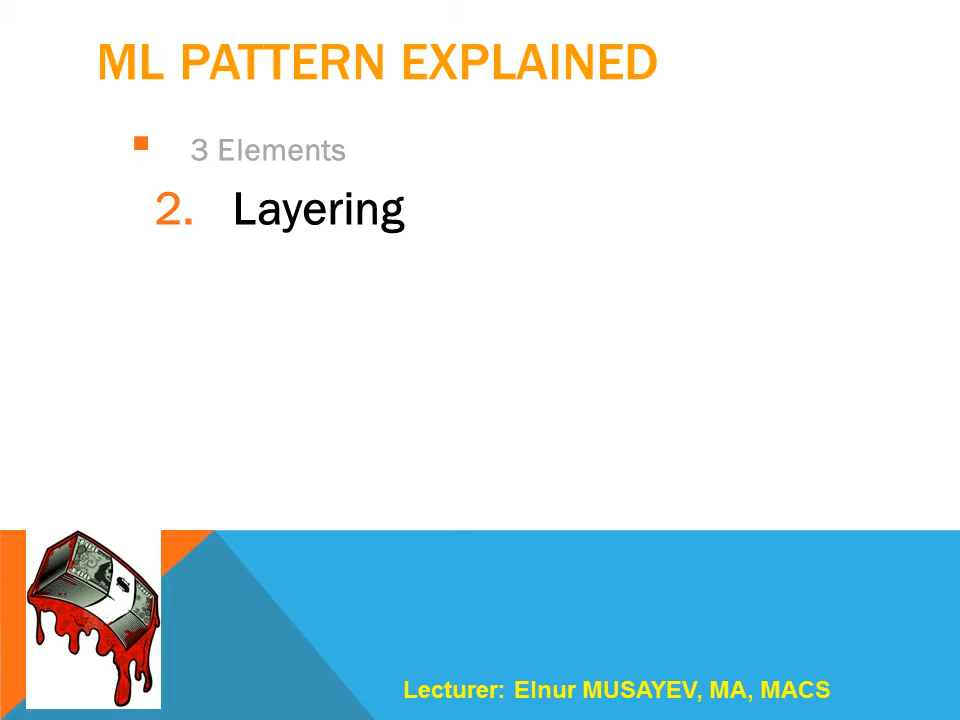 ML PATTERN EXPLAINED
3 Elements
2. Layering
Lecturer: Elnur MUSAYEV, MA, MACS